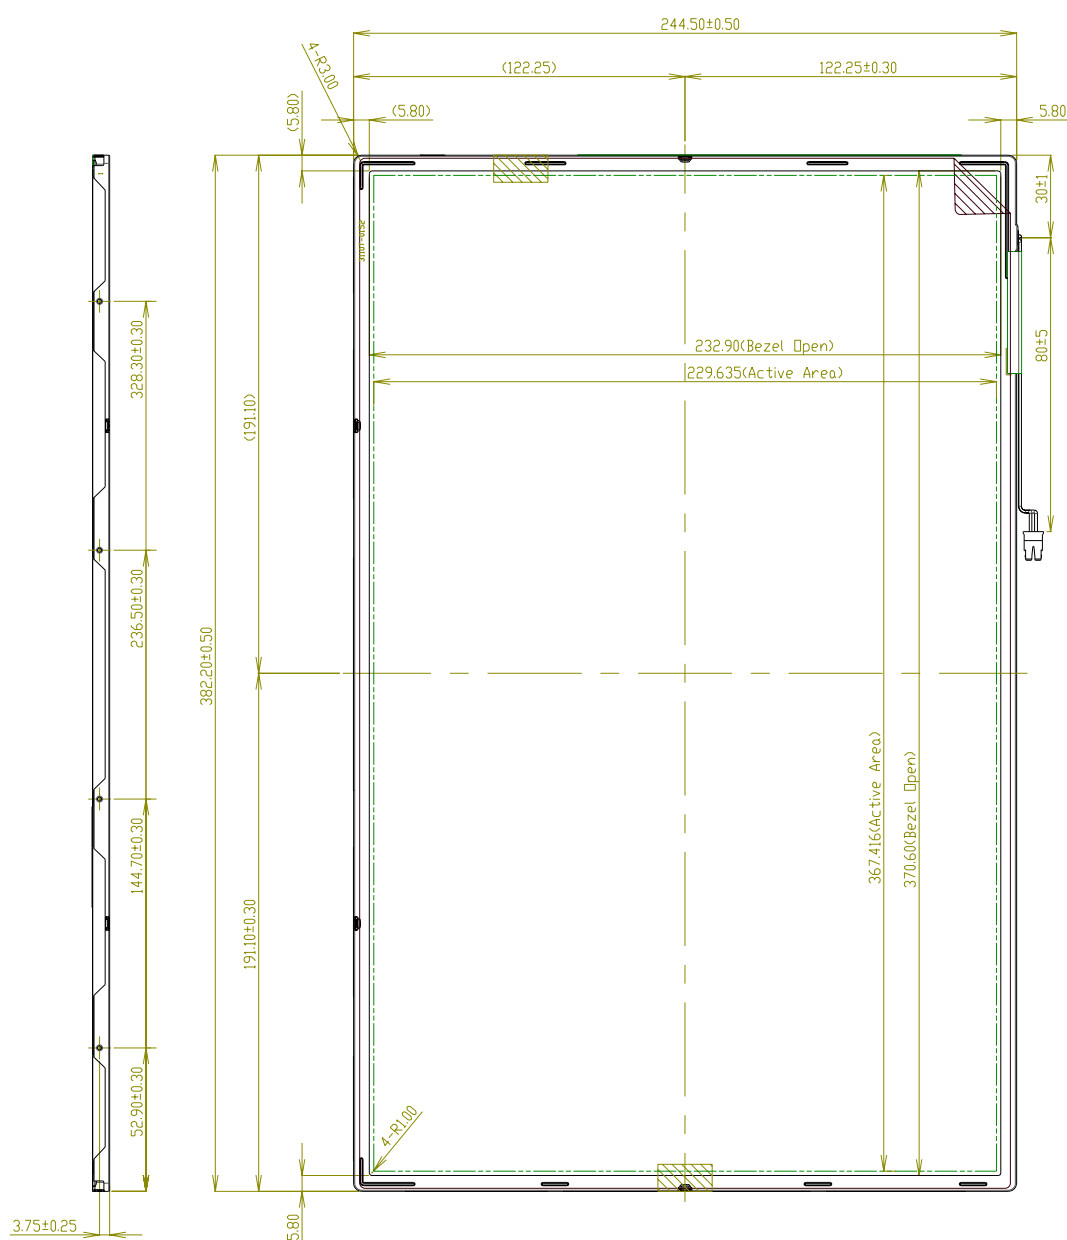 244.50±0.50
(122.25)
122.25±0.30
4-R3.00
(5.80)
(5.80)
5.80
30±1
80±5
232.90(Bezel Open)
229.635(Active Area)
328.30±0.30
(191.10)
236.50±0.30
382.20±0.50
367.416(Active Area)
370.60(Bezel Open)
144.70±0.30
191.10±0.30
52.90±0.30
4-R1.00
3.75±0.25
5.80